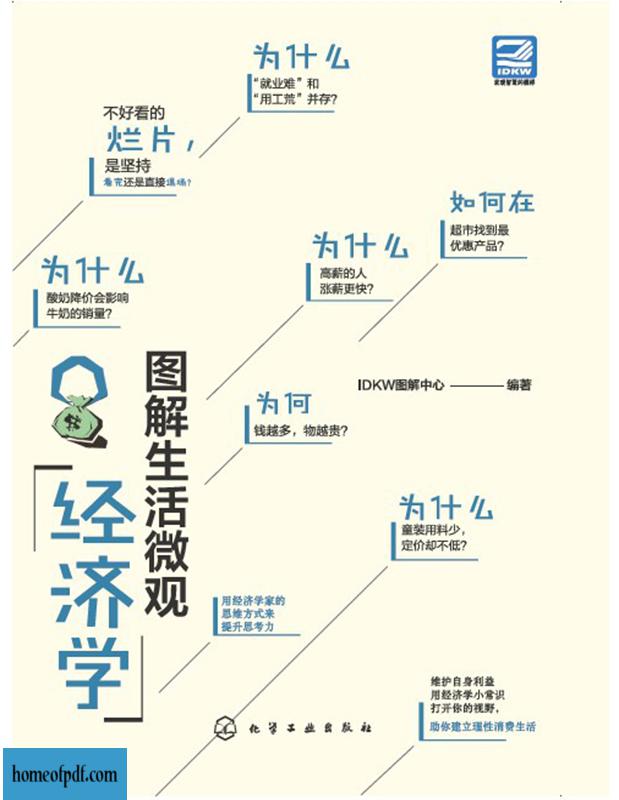 为什么
“就业难”和
“用工荒”并存?
IDKW
发现智慧的模样
不好看的
烂片,
是坚持
看完还是直接退场?
如何在
超市找到最
优惠产品?
为什么
高薪的人
涨薪更快?
为什么
酸奶降价会影响
牛奶的销量?
图解生活微观
「经济学」
IDKW图解中心 ——— 编著
为何
钱越多,物越贵?
为什么
童装用料少,
定价却不低?
用经济学家的
思维方式来
提升思考力
维护自身利益
用经济学小常识
打开你的视野,
助你建立理性消费生活
化学工业出版社
homeofpdf.com